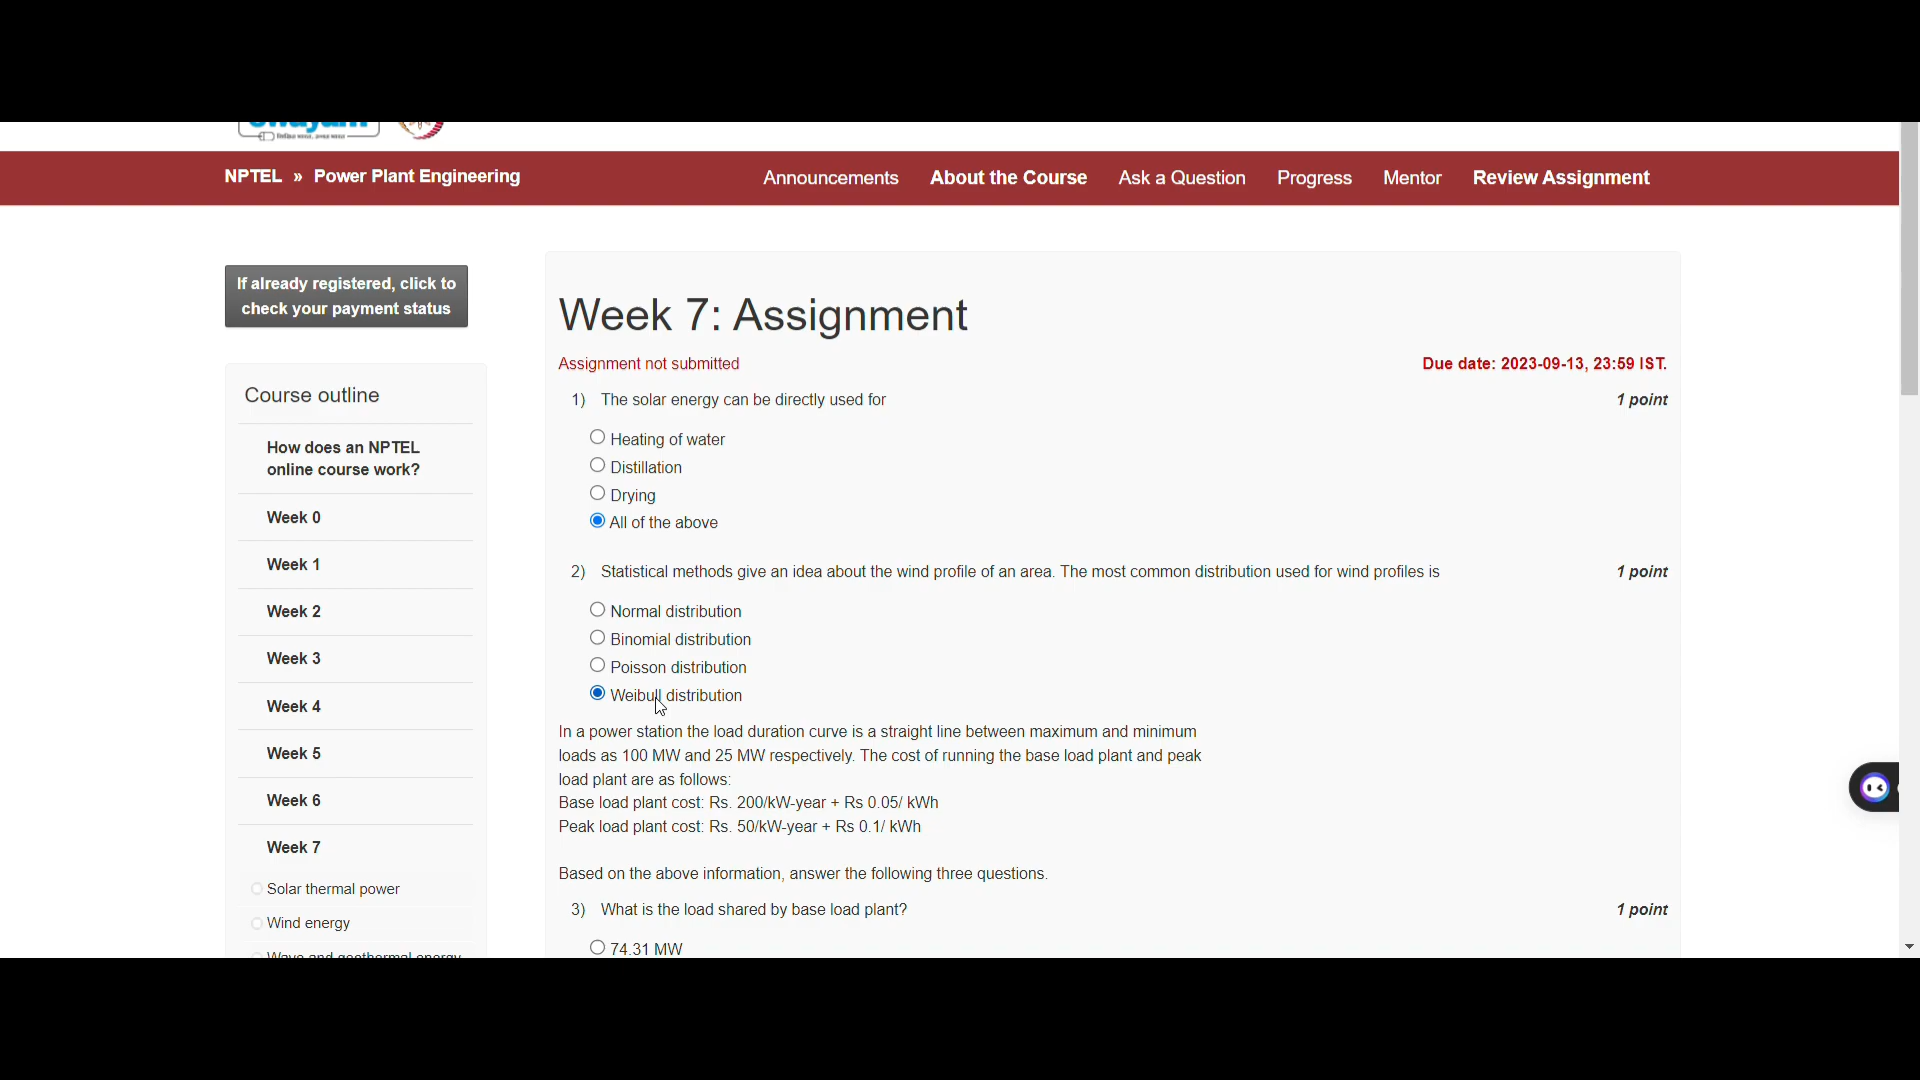 NPTEL » Power Plant Engineering
Announcements About the Course Ask a Question Progress Mentor Review Assignment
If already registered, click to
check your payment status
Course outline
How does an NPTEL
online course work?
Week 0
Week 1
Week 2
Week 3
Week 4
Week 5
Week 6
Week 7
Solar thermal power
Wind energy
Wave and geothermal energy
Week 7: Assignment
Assignment not submitted
Due date: 2023-09-13, 23:59 IST.
1) The solar energy can be directly used for 1 point
Heating of water
Distillation
Drying
All of the above
2) Statistical methods give an idea about the wind profile of an area. The most common distribution used for wind profiles is 1 point
Normal distribution
Binomial distribution
Poisson distribution
Weibull distribution
In a power station the load duration curve is a straight line between maximum and minimum
loads as 100 MW and 25 MW respectively. The cost of running the base load plant and peak
load plant are as follows:
Base load plant cost: Rs. 200/kW-year + Rs 0.05/ kWh
Peak load plant cost: Rs. 50/kW-year + Rs 0.1/ kWh
Based on the above information, answer the following three questions.
3) What is the load shared by base load plant? 1 point
74.31 MW